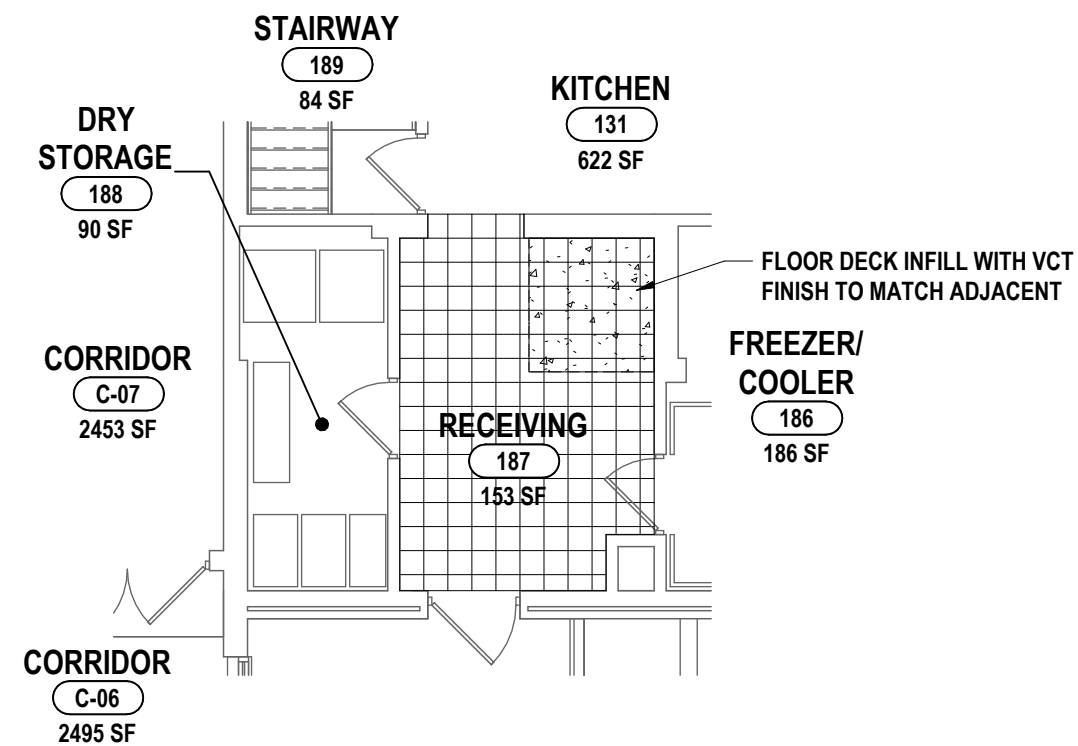 STAIRWAY
189
84 SF
KITCHEN
131
622 SF
DRY
STORAGE
188
90 SF
FLOOR DECK INFILL WITH VCT
FINISH TO MATCH ADJACENT
FREEZER/
COOLER
186
186 SF
CORRIDOR
C-07
2453 SF
RECEIVING
187
153 SF
CORRIDOR
C-06
2495 SF